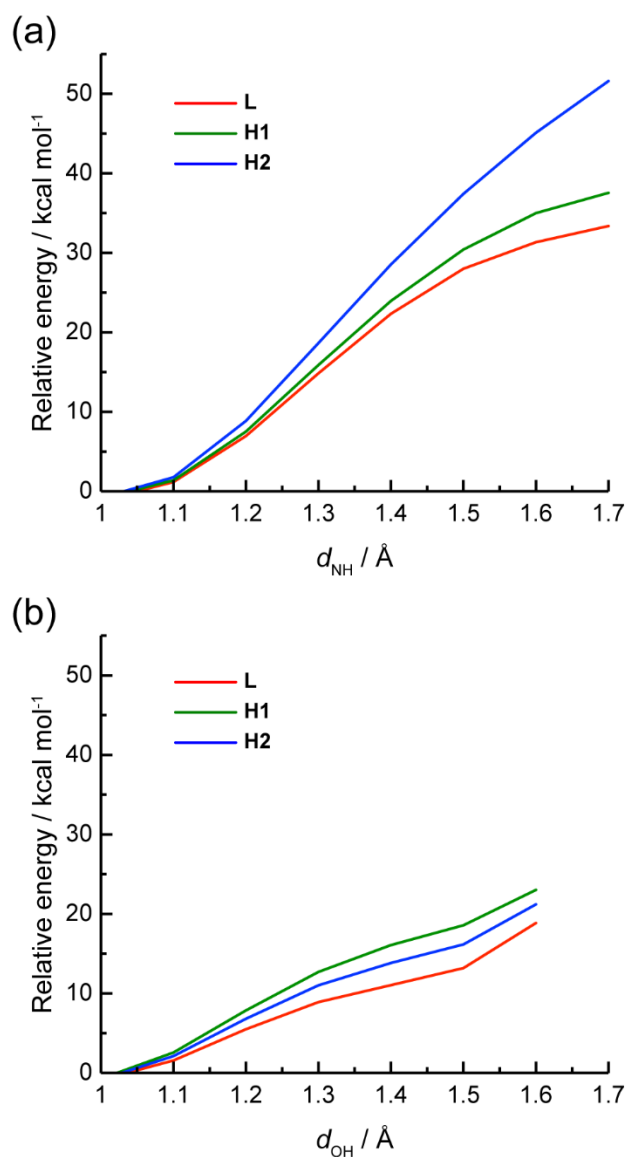 (a)
Relative energy / kcal mol⁻¹
50
40
30
20
10
0
L
H1
H2
1 1.1 1.2 1.3 1.4 1.5 1.6 1.7
dNH / Å
(b)
Relative energy / kcal mol⁻¹
50
40
30
20
10
0
L
H1
H2
1 1.1 1.2 1.3 1.4 1.5 1.6 1.7
dOH / Å